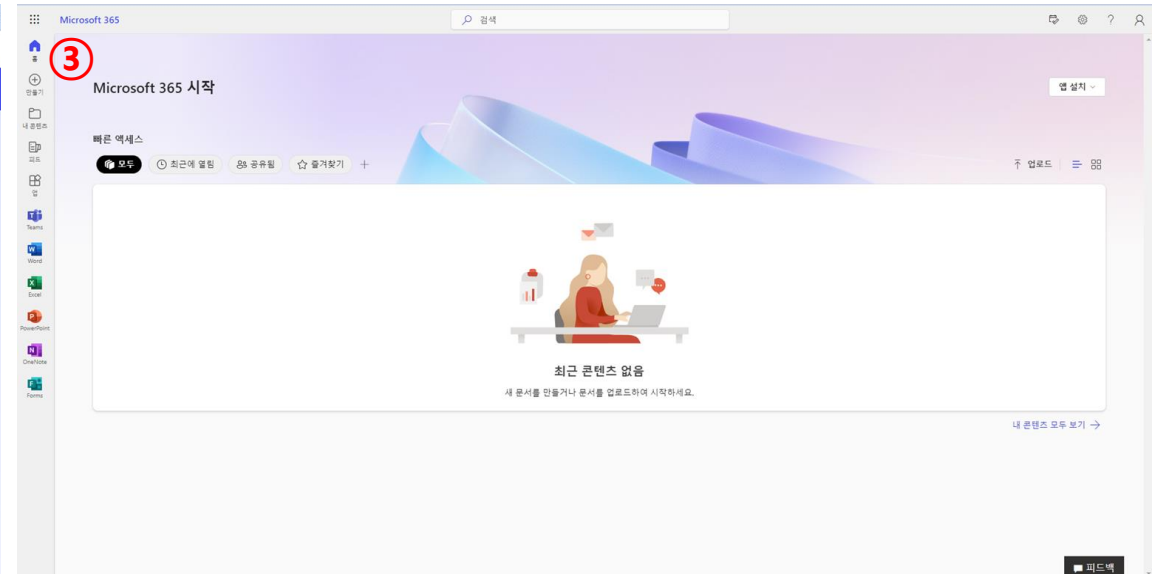 Microsoft 365
검색
?
홈
③
만들기
Microsoft 365 시작
앱 설치
내 콘텐츠
빠른 액세스
피드
모두
최근에 열림
공유됨
즐겨찾기
업로드
앱
Teams
Word
Excel
PowerPoint
OneNote
Forms
최근 콘텐츠 없음
새 문서를 만들거나 문서를 업로드하여 시작하세요.
내 콘텐츠 모두 보기 →
피드백